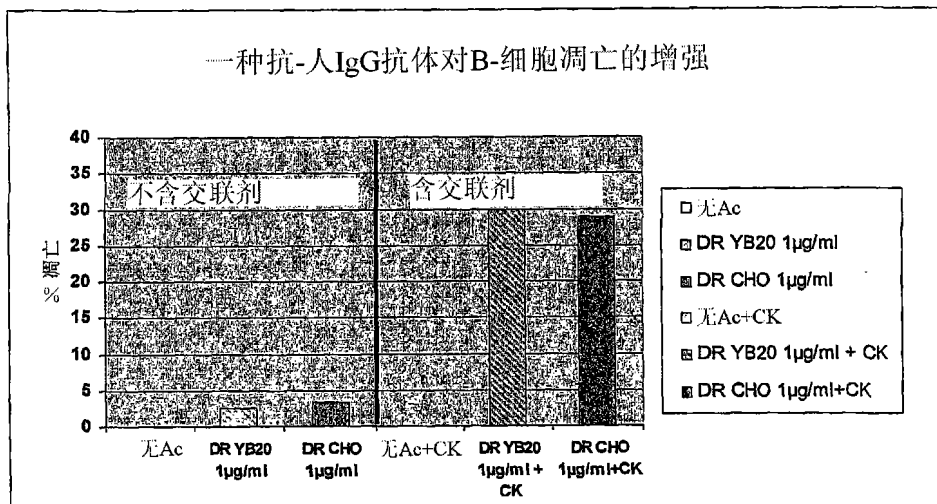 一种抗-人IgG抗体对B-细胞凋亡的增强
40
35
30
25
20
15
10
5
0
% 凋亡
不含交联剂
含交联剂
无Ac
DR YB20
1µg/ml
DR CHO
1µg/ml
无Ac+CK
DR YB20
1µg/ml +
CK
DR CHO
1µg/ml+CK
无Ac
DR YB20 1µg/ml
DR CHO 1µg/ml
无Ac+CK
DR YB20 1µg/ml + CK
DR CHO 1µg/ml+CK